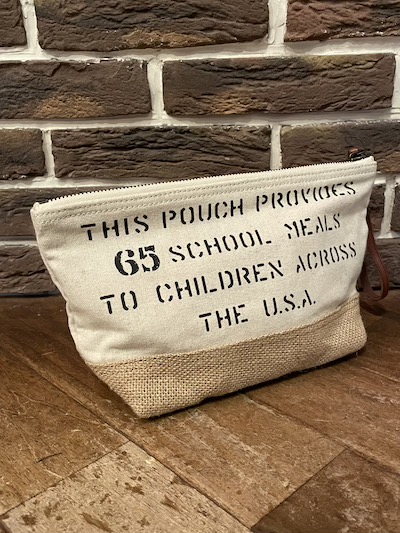 THIS POUCH PROVIDES
65 SCHOOL MEALS
TO CHILDREN ACROSS
THE U.S.A.